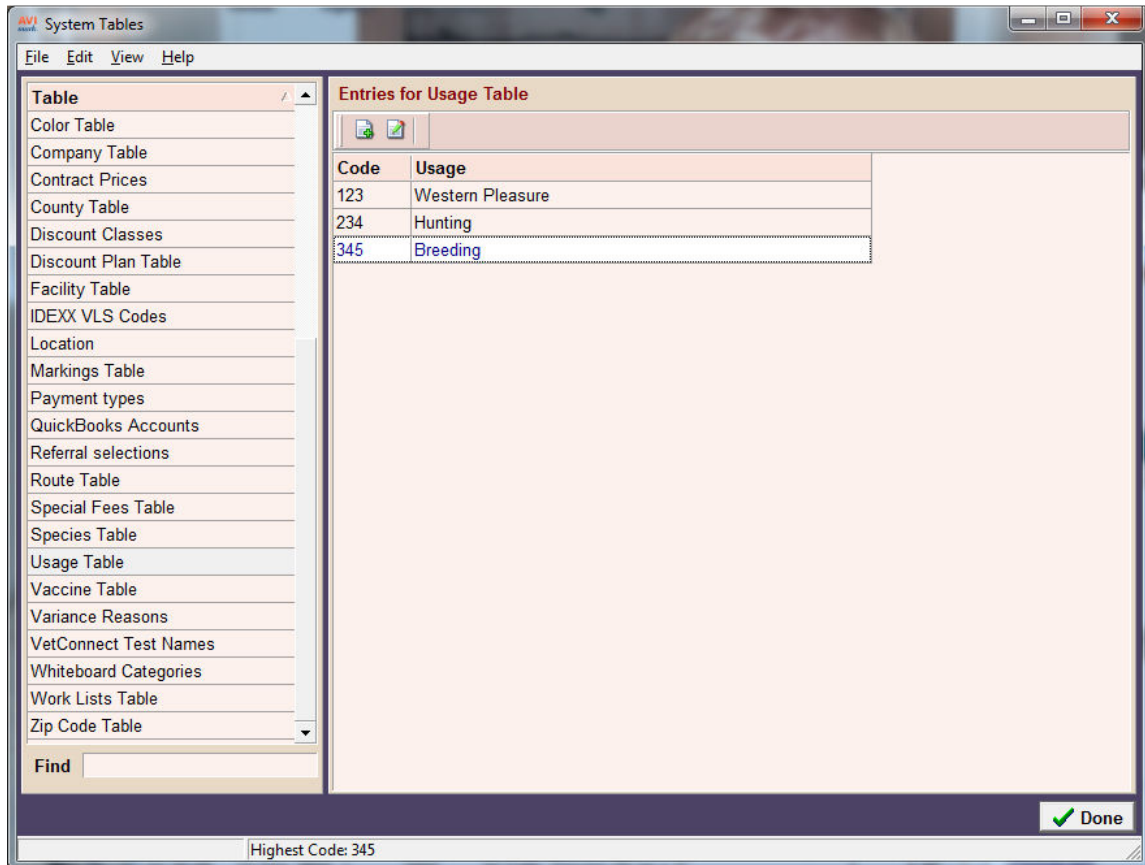 AVI
System Tables
File Edit View Help
Table
Color Table
Company Table
Contract Prices
County Table
Discount Classes
Discount Plan Table
Facility Table
IDEXX VLS Codes
Location
Markings Table
Payment types
QuickBooks Accounts
Referral selections
Route Table
Special Fees Table
Species Table
Usage Table
Vaccine Table
Variance Reasons
VetConnect Test Names
Whiteboard Categories
Work Lists Table
Zip Code Table
Find
Entries for Usage Table
Code Usage
123 Western Pleasure
234 Hunting
345 Breeding
Done
Highest Code: 345